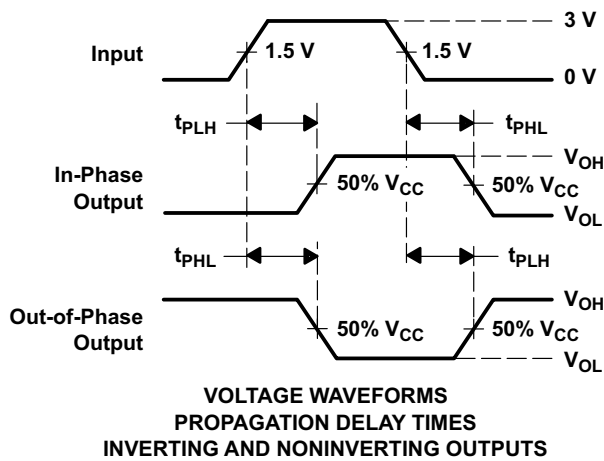 3 V
Input
1.5 V
1.5 V
0 V
tPLH
tPHL
In-Phase
Output
VOH
50% VCC
50% VCC
VOL
tPHL
tPLH
Out-of-Phase
Output
VOH
50% VCC
50% VCC
VOL
VOLTAGE WAVEFORMS
PROPAGATION DELAY TIMES
INVERTING AND NONINVERTING OUTPUTS